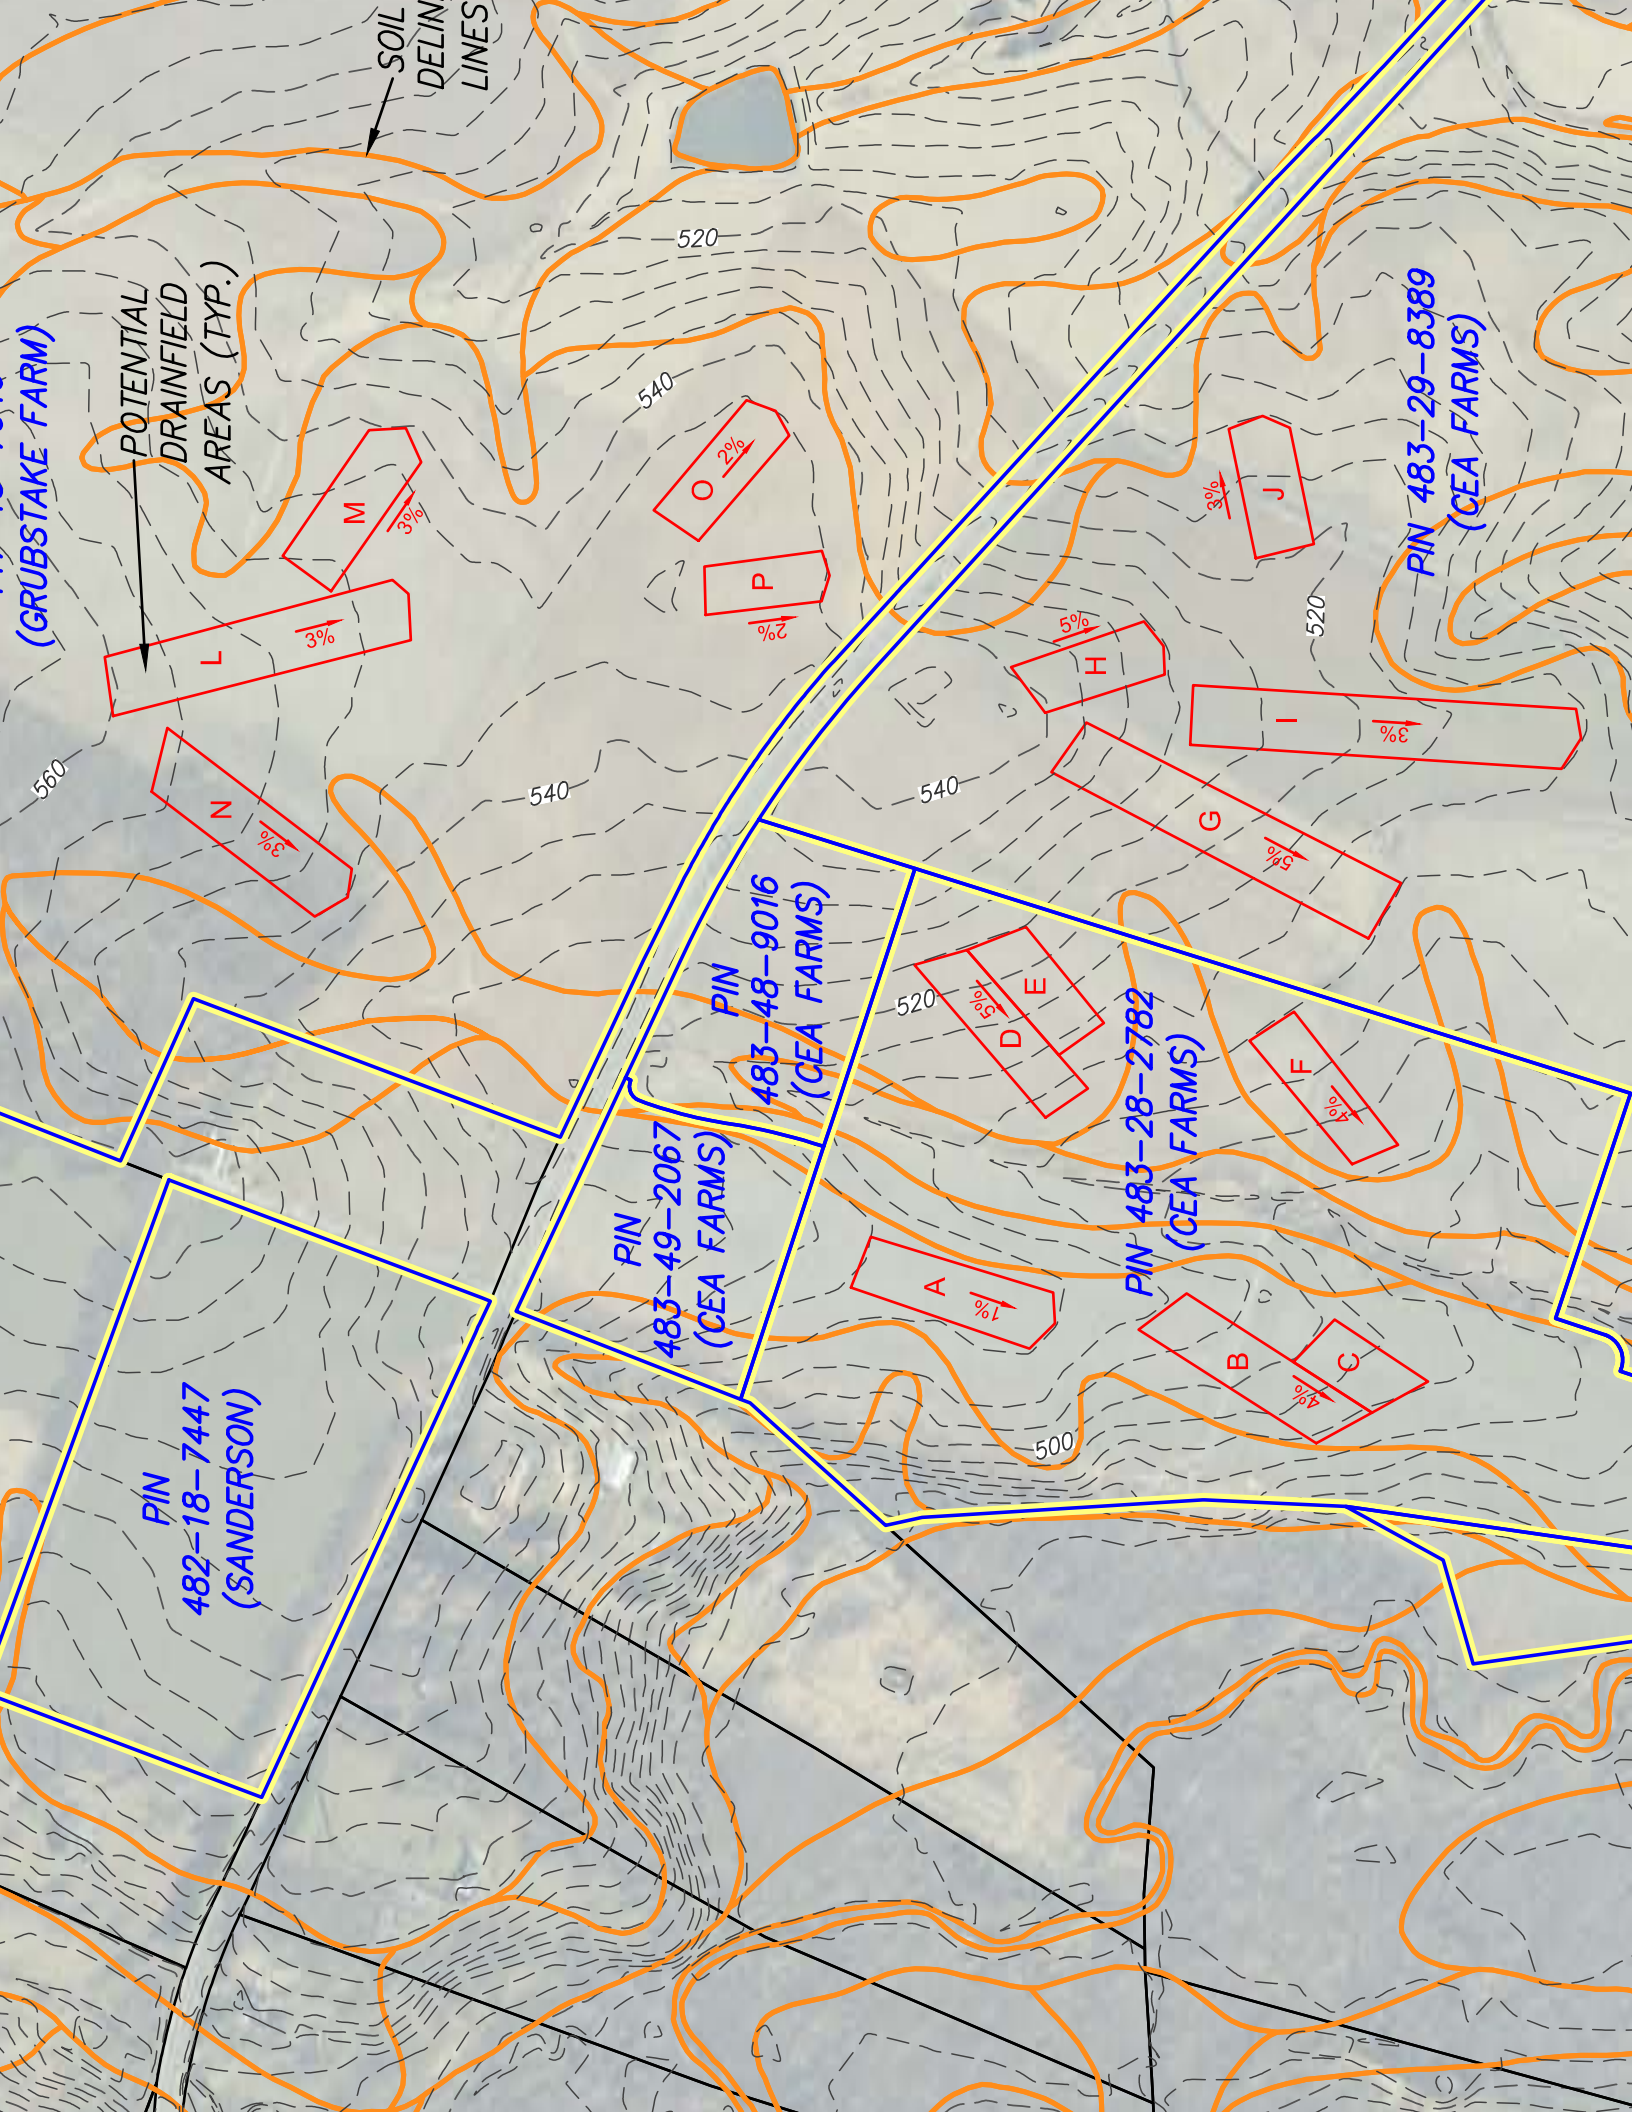 SOIL
LINES
(GRUBSTAKE FARM)
POTENTIAL
DRAINFIELD
AREAS (TYP.)
520
540
560
M
3%
O
2%
L
3%
P
2%
N
3%
540
H
5%
J
3%
520
I
3%
PIN 483-29-8389
(CEA FARMS)
540
G
5%
PIN
483-48-9016
(CEA FARMS)
520
D
5%
E
F
4%
PIN
483-49-2067
(CEA FARMS)
PIN 483-28-2782
(CEA FARMS)
A
1%
B
4%
C
500
PIN
482-18-7447
(SANDERSON)